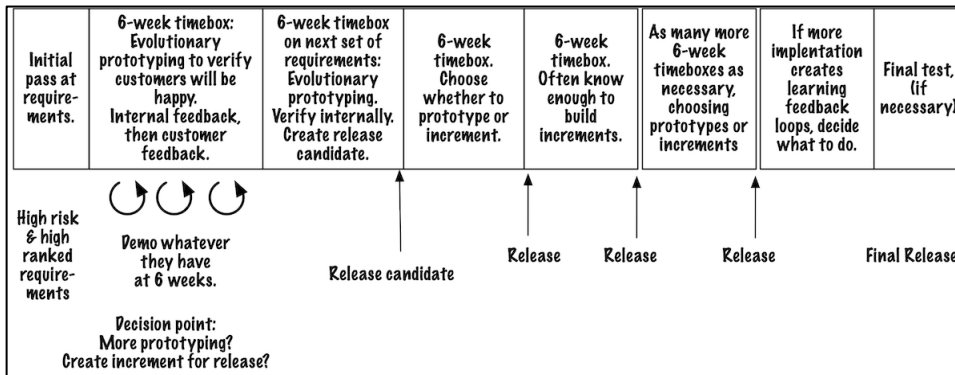 Initial
pass at
require-
ments.
6-week timebox:
Evolutionary
prototyping to verify
customers will be
happy.
Internal feedback,
then customer
feedback.
6-week timebox
on next set of
requirements:
Evolutionary
prototyping.
Verify internally.
Create release
candidate.
6-week
timebox.
Choose
whether to
prototype or
increment.
6-week
timebox.
Often know
enough to
build
increments.
As many more
6-week
timeboxes as
necessary,
choosing
prototypes or
increments
If more
implentation
creates
learning
feedback
loops, decide
what to do.
Final test,
(if
necessary)
High risk
& high
ranked
require-
ments
Demo whatever
they have
at 6 weeks.
Decision point:
More prototyping?
Create increment for release?
Release candidate
Release
Release
Release
Final Release